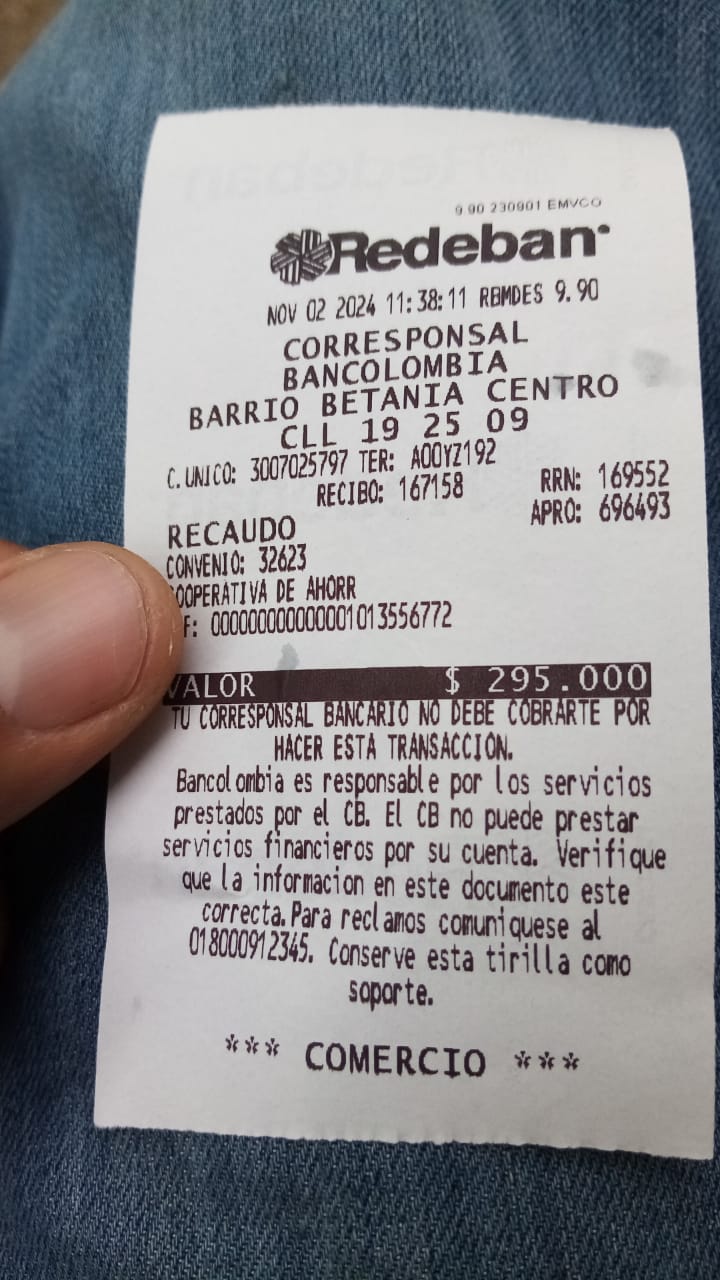 9.90 230901 EMVCO
Redeban
NOV 02 2024 11:38:11 RBMDES 9.90
CORRESPONSAL
BANCOLOMBIA
BARRIO BETANIA CENTRO
CLL 19 25 09
C.UNICO: 3007025797 TER: A00YZ192
RECIBO: 167158 RRN: 169552
APRO: 696493
RECAUDO
CONVENIO: 32623
OOPERATIVA DE AHORR
F: 000000000000001013556772
VALOR $ 295.000
TU CORRESPONSAL BANCARIO NO DEBE COBRARTE POR
HACER ESTA TRANSACCION.
Bancolombia es responsable por los servicios
prestados por el CB. El CB no puede prestar
servicios financieros por su cuenta. Verifique
que la informacion en este documento este
correcta.Para reclamos comuniquese al
018000912345. Conserve esta tirilla como
soporte.
*** COMERCIO ***